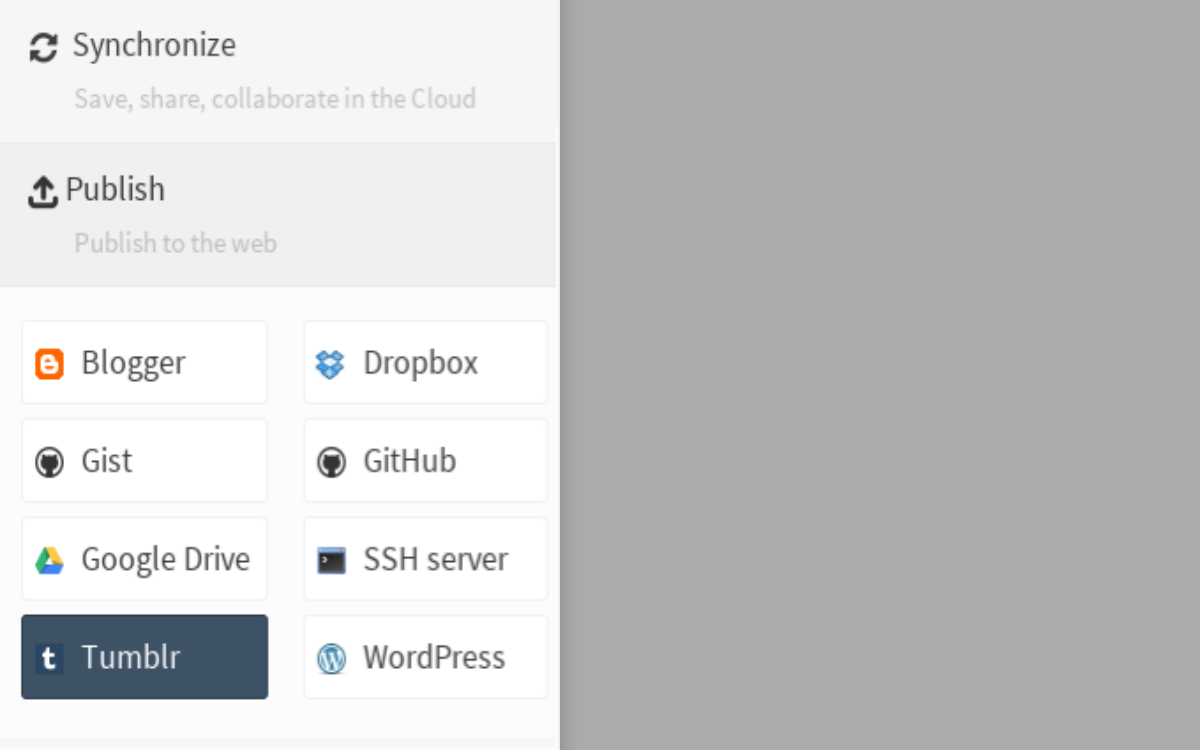 Synchronize
Save, share, collaborate in the Cloud
Publish
Publish to the web
Blogger
Dropbox
Gist
GitHub
Google Drive
SSH server
Tumblr
WordPress